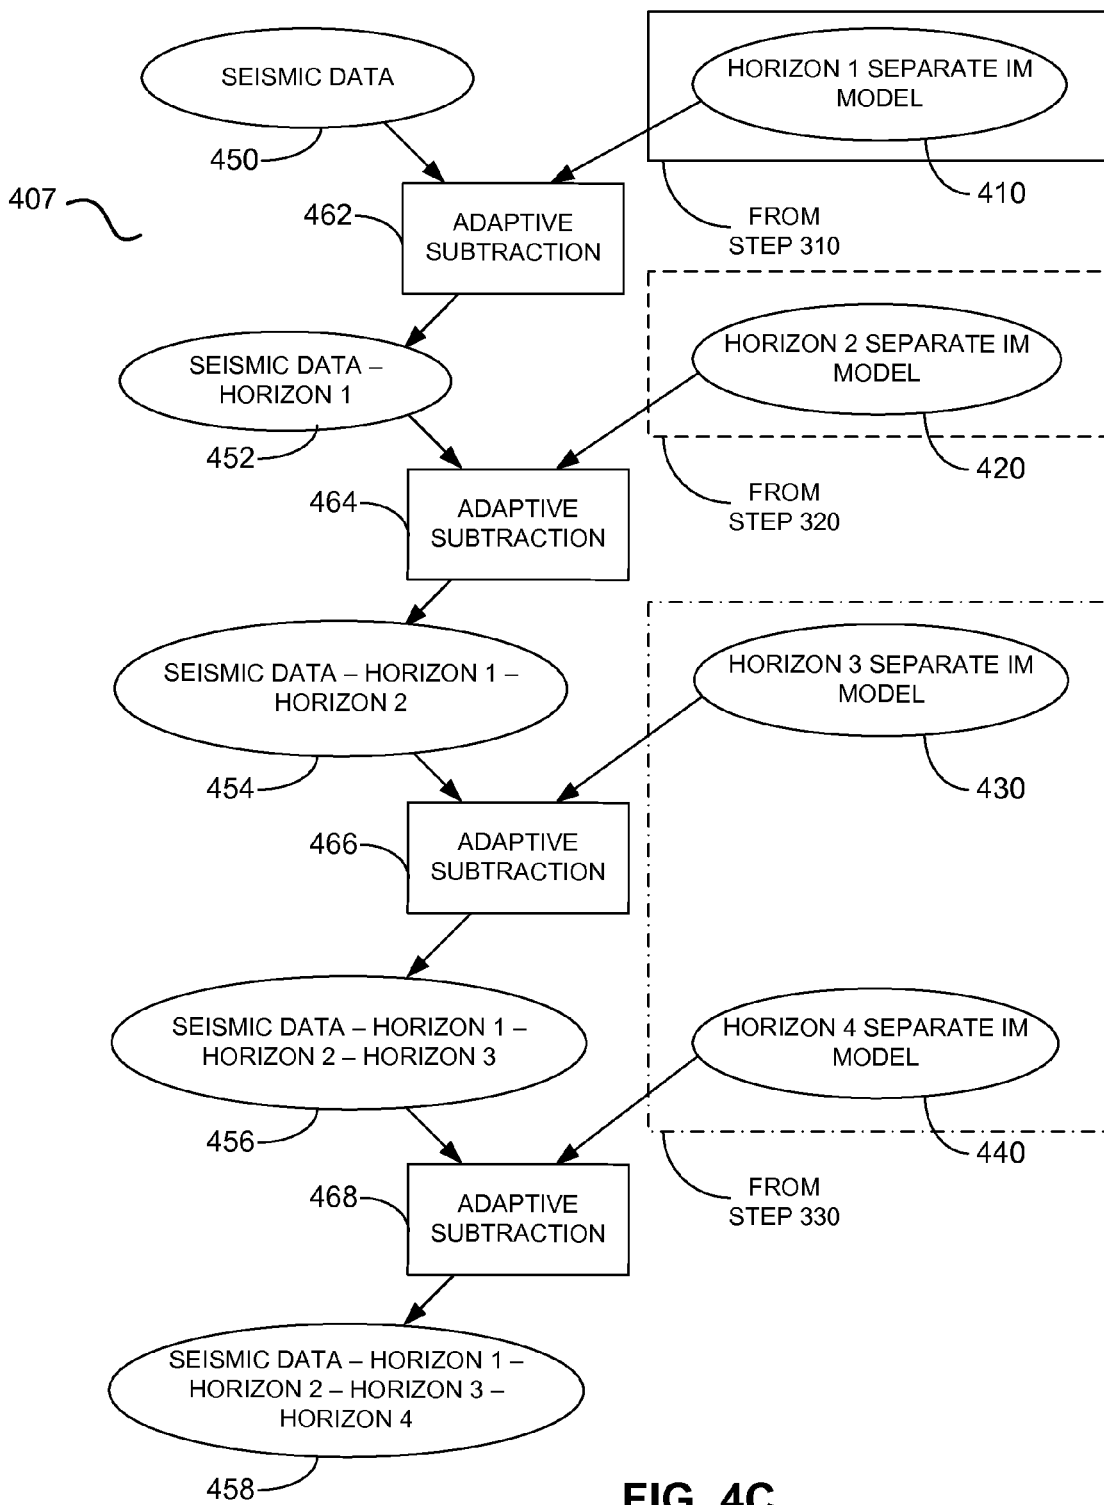 SEISMIC DATA
450
HORIZON 1 SEPARATE IM
MODEL
410
FROM
STEP 310
407
462
ADAPTIVE
SUBTRACTION
SEISMIC DATA –
HORIZON 1
452
HORIZON 2 SEPARATE IM
MODEL
420
FROM
STEP 320
464
ADAPTIVE
SUBTRACTION
SEISMIC DATA – HORIZON 1 –
HORIZON 2
454
HORIZON 3 SEPARATE IM
MODEL
430
466
ADAPTIVE
SUBTRACTION
SEISMIC DATA – HORIZON 1 –
HORIZON 2 – HORIZON 3
456
HORIZON 4 SEPARATE IM
MODEL
440
FROM
STEP 330
468
ADAPTIVE
SUBTRACTION
SEISMIC DATA – HORIZON 1 –
HORIZON 2 – HORIZON 3 –
HORIZON 4
458
FIG. 4C